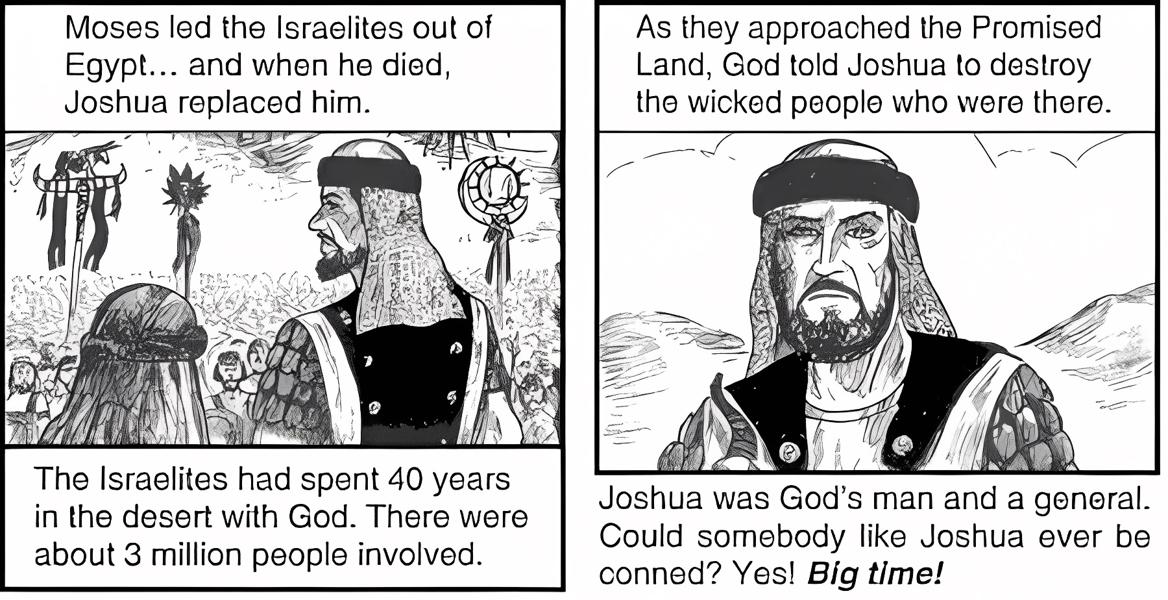 Moses led the Israelites out of
Egypt... and when he died,
Joshua replaced him.
The Israelites had spent 40 years
in the desert with God. There were
about 3 million people involved.
As they approached the Promised
Land, God told Joshua to destroy
the wicked people who were there.
Joshua was God's man and a general.
Could somebody like Joshua ever be
conned? Yes! Big time!